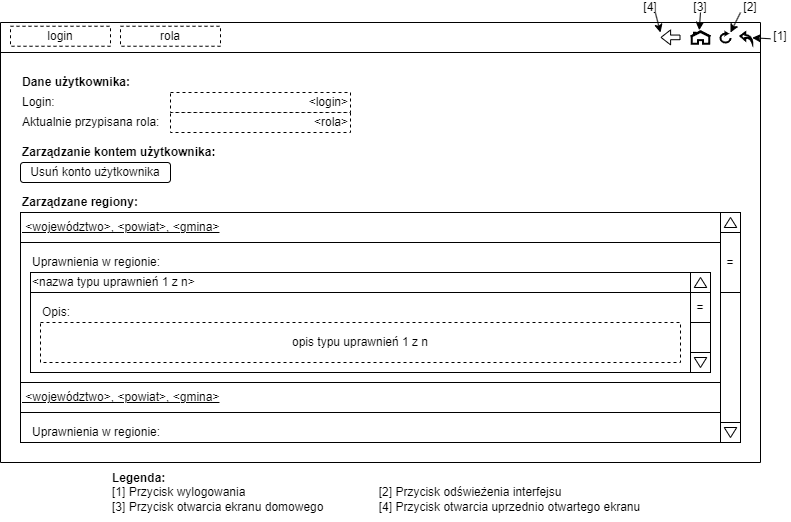 [4] [3] [2]
login rola [1]
Dane użytkownika:
Login: <login>
Aktualnie przypisana rola: <rola>
Zarządzanie kontem użytkownika:
Usuń konto użytkownika
Zarządzane regiony:
<województwo>, <powiat>, <gmina>
Uprawnienia w regionie:
=
<nazwa typu uprawnień 1 z n>
Opis: =
opis typu uprawnień 1 z n
<województwo>, <powiat>, <gmina>
Uprawnienia w regionie:
Legenda:
[1] Przycisk wylogowania [2] Przycisk odświeżenia interfejsu
[3] Przycisk otwarcia ekranu domowego [4] Przycisk otwarcia uprzednio otwartego ekranu